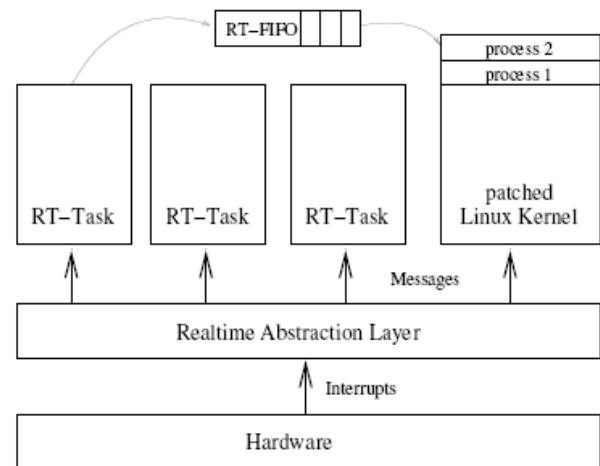 RT-FIFO
process 2
process 1
RT-Task
RT-Task
RT-Task
patched
Linux Kernel
Messages
Realtime Abstraction Layer
Interrupts
Hardware